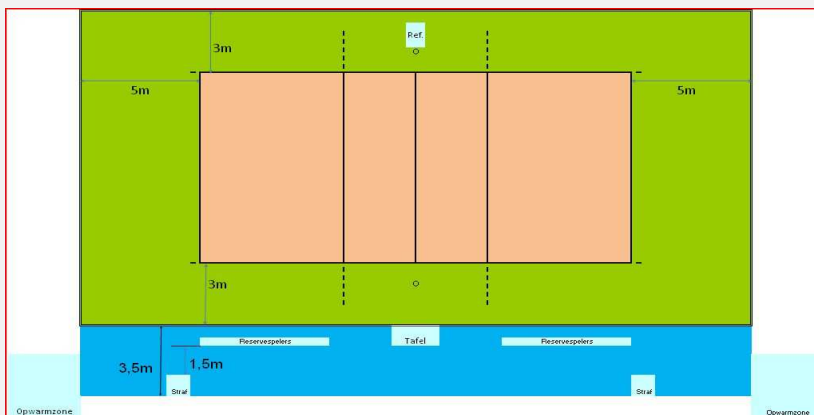 Ref.
3m
5m
5m
3m
Reservespelers
Tafel
Reservespelers
3,5m
1,5m
Straf
Straf
Opwarmzone
Opwarmzone